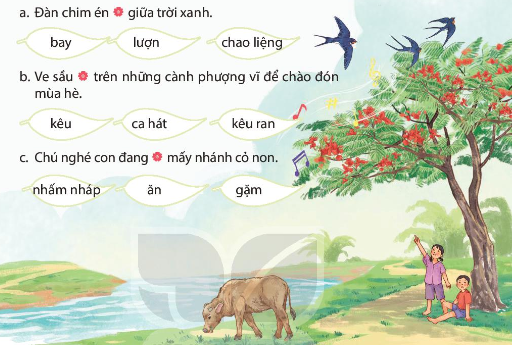 a. Đàn chim én giữa trời xanh.
bay lượn chao liệng
b. Ve sầu trên những cành phượng vĩ để chào đón
mùa hè.
kêu ca hát kêu ran
c. Chú nghé con đang mấy nhánh cỏ non.
nhấm nháp ăn gặm